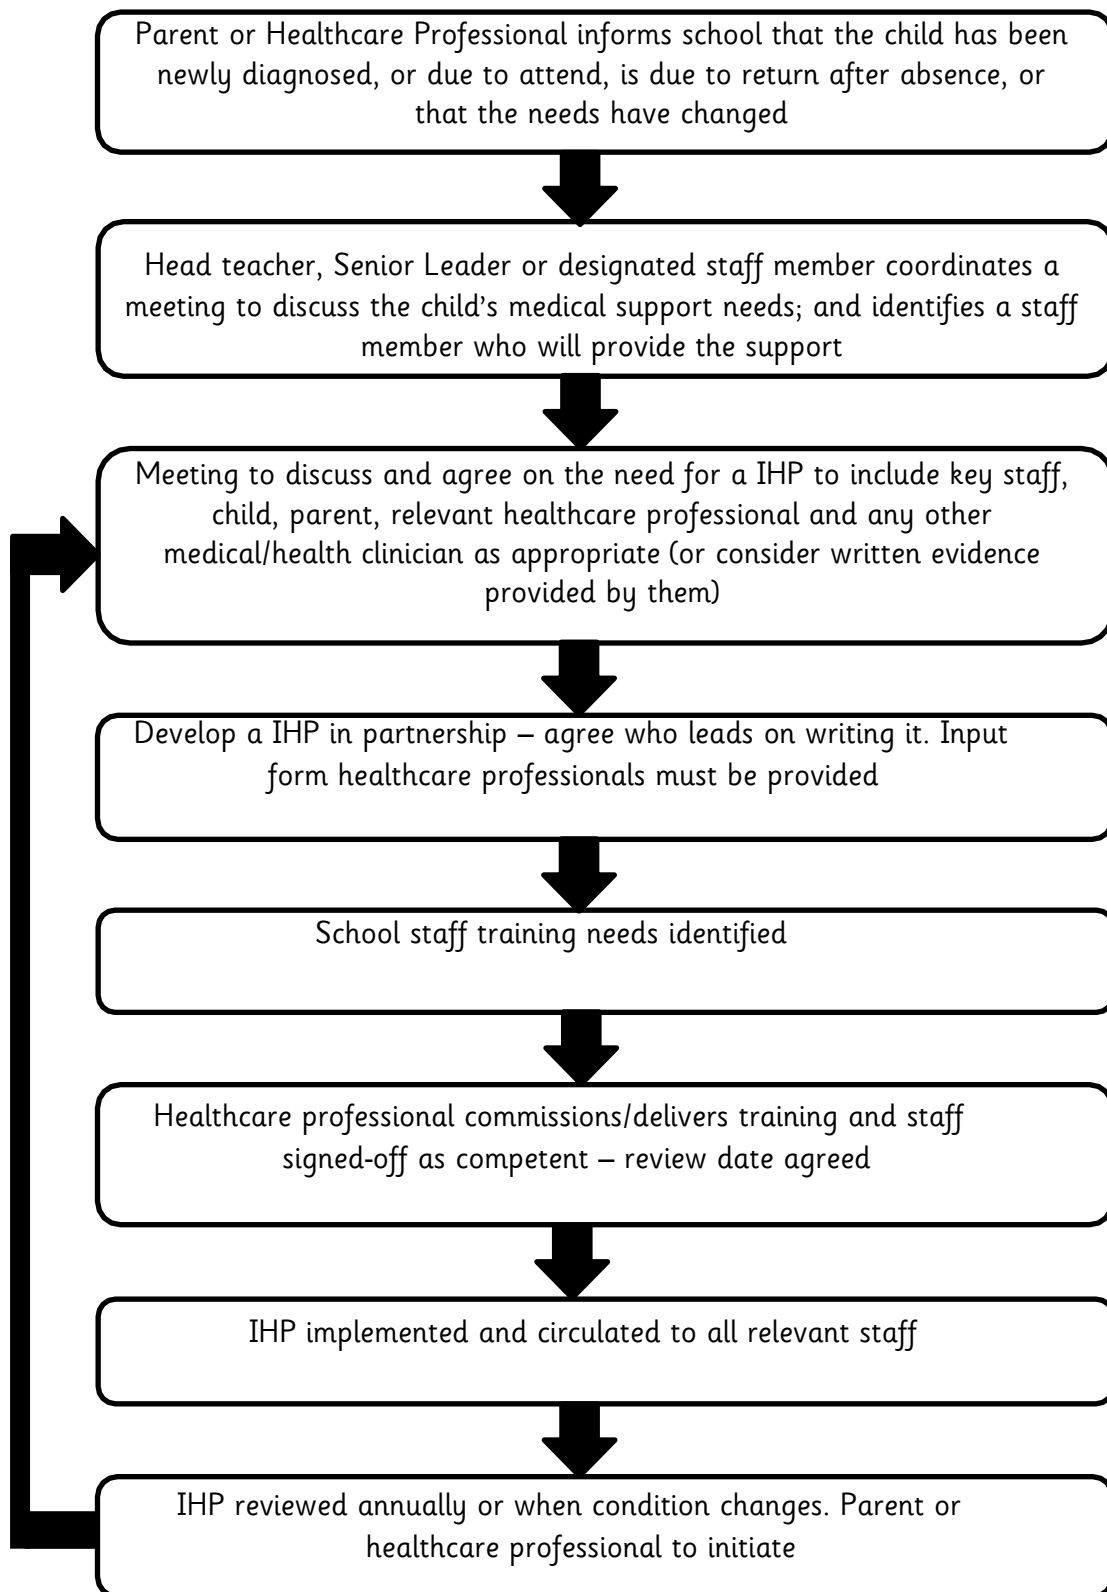 Parent or Healthcare Professional informs school that the child has been
newly diagnosed, or due to attend, is due to return after absence, or
that the needs have changed
Head teacher, Senior Leader or designated staff member coordinates a
meeting to discuss the child's medical support needs; and identifies a staff
member who will provide the support
Meeting to discuss and agree on the need for a IHP to include key staff,
child, parent, relevant healthcare professional and any other
medical/health clinician as appropriate (or consider written evidence
provided by them)
Develop a IHP in partnership – agree who leads on writing it. Input
form healthcare professionals must be provided
School staff training needs identified
Healthcare professional commissions/delivers training and staff
signed-off as competent – review date agreed
IHP implemented and circulated to all relevant staff
IHP reviewed annually or when condition changes. Parent or
healthcare professional to initiate